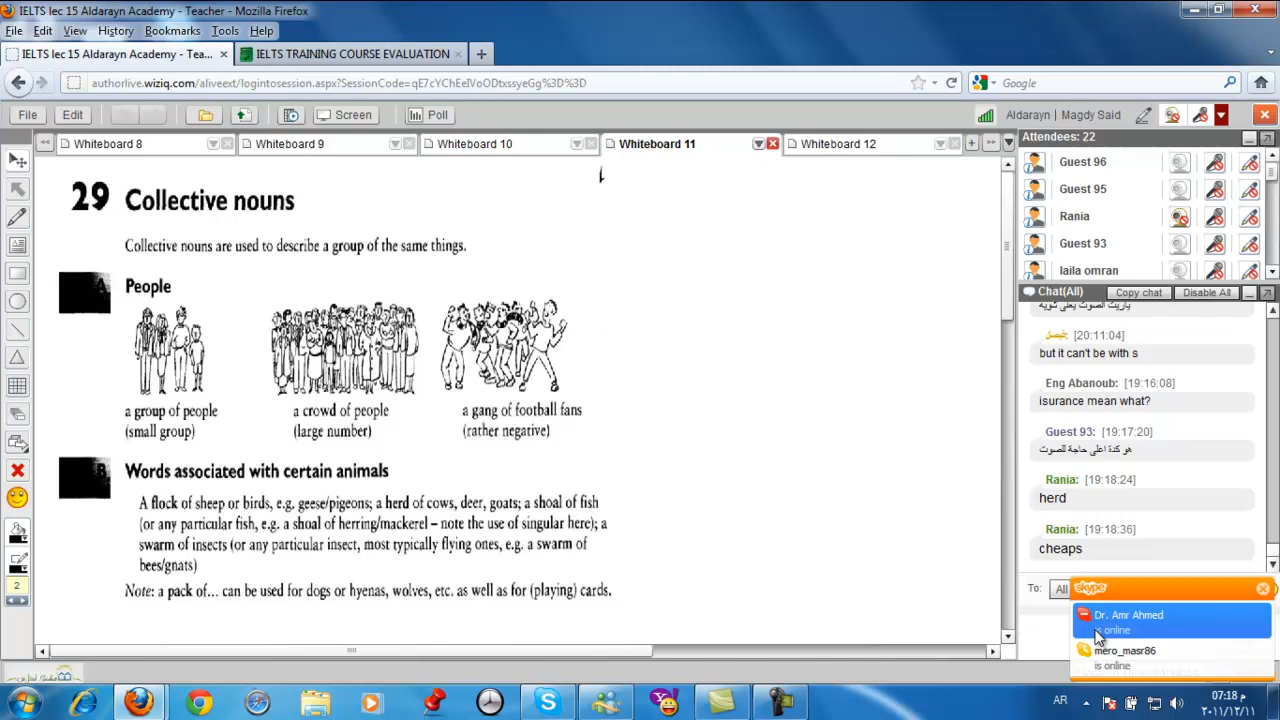 IELTS lec 15 Aldarayn Academy - Teacher - Mozilla Firefox
File Edit View History Bookmarks Tools Help
IELTS lec 15 Aldarayn Academy - Tea...
IELTS TRAINING COURSE EVALUATION
authorlive.wiziq.com/aliveext/logintosession.aspx?SessionCode=qE7cYChEeIVoODtxssyeGg%3D%3D
Google
File Edit Screen Poll
Aldarayn | Magdy Said
Whiteboard 8 Whiteboard 9 Whiteboard 10 Whiteboard 11 Whiteboard 12
29 Collective nouns
Collective nouns are used to describe a group of the same things.
A People
a group of people
(small group)
a crowd of people
(large number)
a gang of football fans
(rather negative)
B Words associated with certain animals
A flock of sheep or birds, e.g. geese/pigeons; a herd of cows, deer, goats; a shoal of fish
(or any particular fish, e.g. a shoal of herring/mackerel – note the use of singular here); a
swarm of insects (or any particular insect, most typically flying ones, e.g. a swarm of
bees/gnats)
Note: a pack of... can be used for dogs or hyenas, wolves, etc. as well as for (playing) cards.
Attendees: 22
Guest 96
Guest 95
Rania
Guest 93
laila omran
Chat(All) Copy chat Disable All
ياريت الصوت يعلى شوية
فيصل: [20:11:04]
but it can't be with s
Eng Abanoub: [19:16:08]
isurance mean what?
Guest 93: [19:17:20]
هو كدة اعلى حاجة للصوت
Rania: [19:18:24]
herd
Rania: [19:18:36]
cheaps
To: All
skype
Dr. Amr Ahmed
is online
mero_masr86
is online
2
AR
07:18 م
٢٠١١/١٢/١١